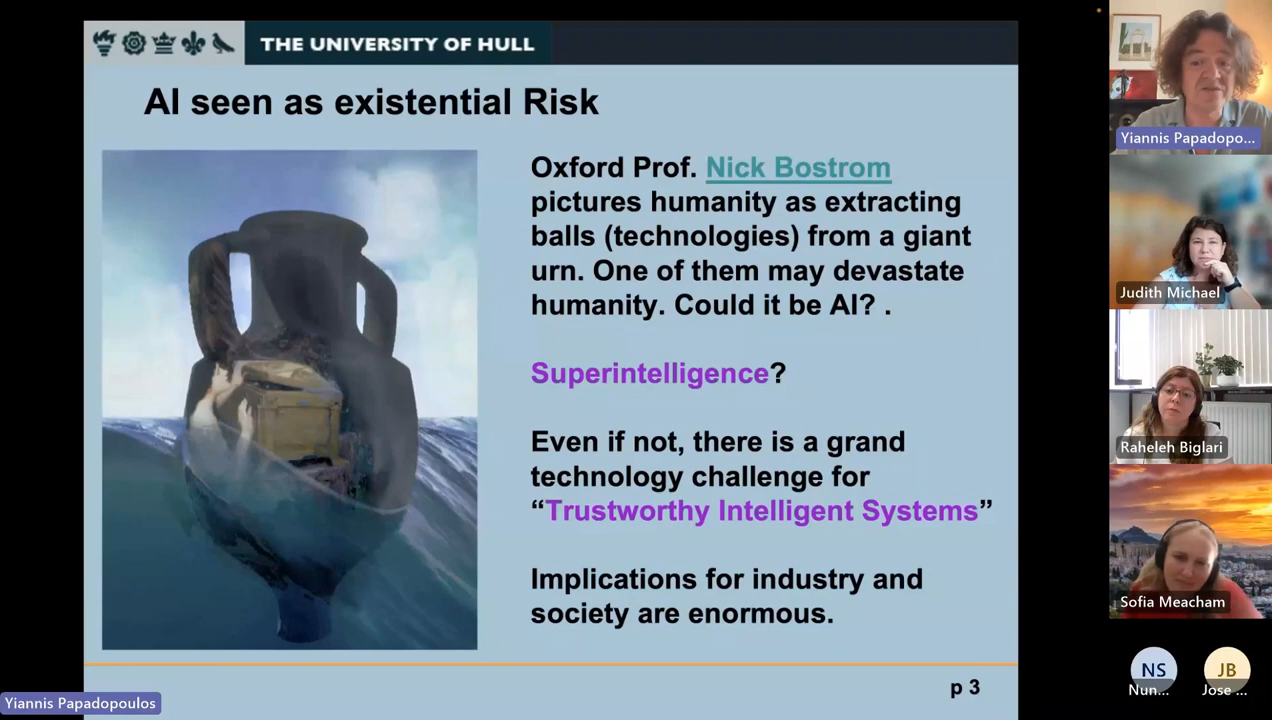 THE UNIVERSITY OF HULL
AI seen as existential Risk
Oxford Prof. Nick Bostrom
pictures humanity as extracting
balls (technologies) from a giant
urn. One of them may devastate
humanity. Could it be AI? .
Superintelligence?
Even if not, there is a grand
technology challenge for
“Trustworthy Intelligent Systems”
Implications for industry and
society are enormous.
p 3
Yiannis Papadopoulos
Yiannis Papadopo...
Judith Michael
Raheleh Biglari
Sofia Meacham
NS
Nun...
JB
Jose ...